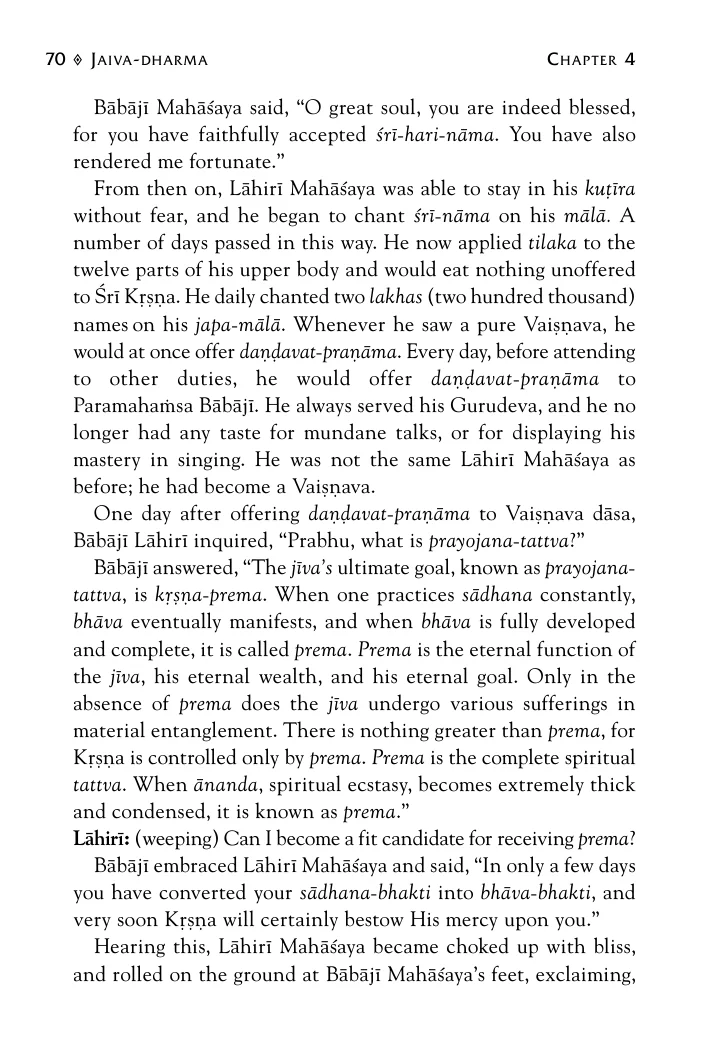 70 ◊ Jaiva-dharma Chapter 4
Bābājī Mahāśaya said, “O great soul, you are indeed blessed,
for you have faithfully accepted śrī-hari-nāma. You have also
rendered me fortunate.”
From then on, Lāhirī Mahāśaya was able to stay in his kuṭīra
without fear, and he began to chant śrī-nāma on his mālā. A
number of days passed in this way. He now applied tilaka to the
twelve parts of his upper body and would eat nothing unoffered
to Śrī Kṛṣṇa. He daily chanted two lakhas (two hundred thousand)
names on his japa-mālā. Whenever he saw a pure Vaiṣṇava, he
would at once offer daṇḍavat-praṇāma. Every day, before attending
to other duties, he would offer daṇḍavat-praṇāma to
Paramahaṁsa Bābājī. He always served his Gurudeva, and he no
longer had any taste for mundane talks, or for displaying his
mastery in singing. He was not the same Lāhirī Mahāśaya as
before; he had become a Vaiṣṇava.
One day after offering daṇḍavat-praṇāma to Vaiṣṇava dāsa,
Bābājī Lāhirī inquired, “Prabhu, what is prayojana-tattva?”
Bābājī answered, “The jīva’s ultimate goal, known as prayojana-
tattva, is kṛṣṇa-prema. When one practices sādhana constantly,
bhāva eventually manifests, and when bhāva is fully developed
and complete, it is called prema. Prema is the eternal function of
the jīva, his eternal wealth, and his eternal goal. Only in the
absence of prema does the jīva undergo various sufferings in
material entanglement. There is nothing greater than prema, for
Kṛṣṇa is controlled only by prema. Prema is the complete spiritual
tattva. When ānanda, spiritual ecstasy, becomes extremely thick
and condensed, it is known as prema.”
Lāhirī: (weeping) Can I become a fit candidate for receiving prema?
Bābājī embraced Lāhirī Mahāśaya and said, “In only a few days
you have converted your sādhana-bhakti into bhāva-bhakti, and
very soon Kṛṣṇa will certainly bestow His mercy upon you.”
Hearing this, Lāhirī Mahāśaya became choked up with bliss,
and rolled on the ground at Bābājī Mahāśaya’s feet, exclaiming,